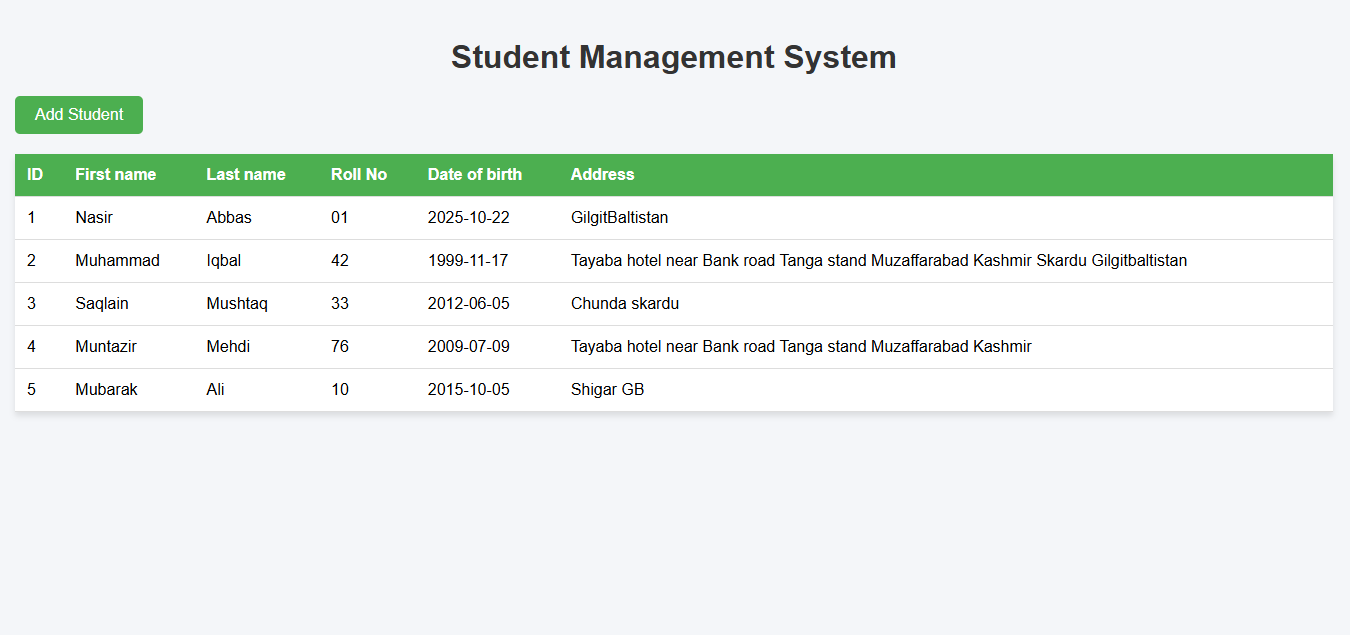 Student Management System
Add Student
ID First name Last name Roll No Date of birth Address
1 Nasir Abbas 01 2025-10-22 GilgitBaltistan
2 Muhammad Iqbal 42 1999-11-17 Tayaba hotel near Bank road Tanga stand Muzaffarabad Kashmir Skardu Gilgitbaltistan
3 Saqlain Mushtaq 33 2012-06-05 Chunda skardu
4 Muntazir Mehdi 76 2009-07-09 Tayaba hotel near Bank road Tanga stand Muzaffarabad Kashmir
5 Mubarak Ali 10 2015-10-05 Shigar GB